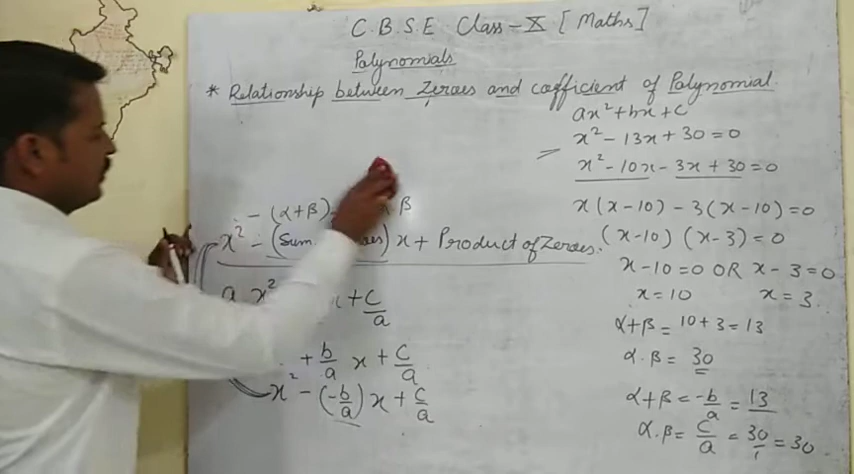 C.B.S.E Class-X [Maths]
Polynomials
* Relationship between Zeroes and coefficient of Polynomial.
ax² + bx + c
x² - 13x + 30 = 0
x² - 10x - 3x + 30 = 0
x(x-10) - 3(x-10) = 0
(x-10) (x-3) = 0
x-10 = 0 OR x-3 = 0
x = 10 x = 3
α+β = 10+3 = 13
α.β = 30
α+β = -b/a = 13
α.β = c/a = 30/1 = 30
- (α+β) β
x² - (Sum ) x + Product of Zeroes.
a x² x + c/a
+ b/a x + c/a
x² - (-b/a) x + c/a